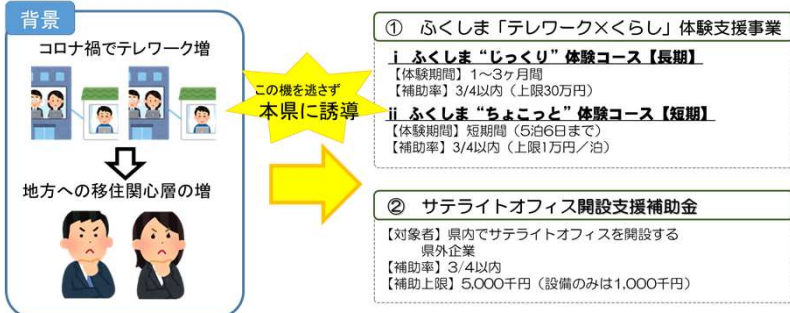 背景
コロナ禍でテレワーク増
地方への移住関心層の増
この機を逃さず
本県に誘導
① ふくしま「テレワーク×くらし」体験支援事業
ⅰ ふくしま“じっくり”体験コース【長期】
【体験期間】1～3ヶ月間
【補助率】3/4以内（上限30万円）
ⅱ ふくしま“ちょこっと”体験コース【短期】
【体験期間】短期間（5泊6日まで）
【補助率】3/4以内（上限1万円／泊）
② サテライトオフィス開設支援補助金
【対象者】県内でサテライトオフィスを開設する
県外企業
【補助率】3/4以内
【補助上限】5,000千円（設備のみは1,000千円）